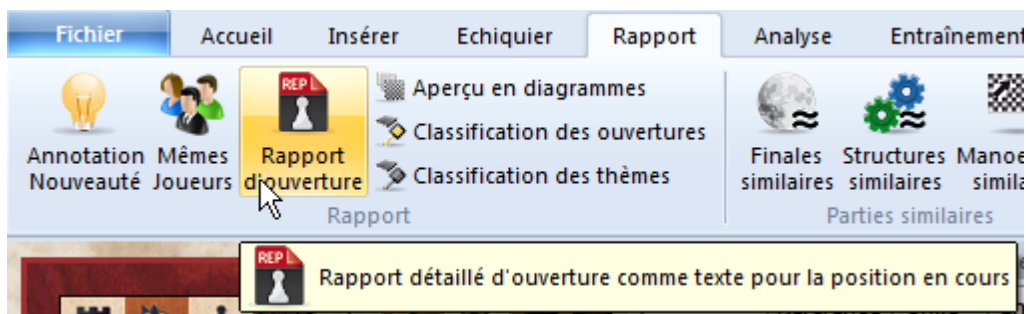 Fichier Accueil Insérer Echiquier Rapport Analyse Entraînement
REP
Aperçu en diagrammes
Classification des ouvertures
Classification des thèmes
Annotation Nouveauté
Mêmes Joueurs
Rapport d'ouverture
Finales similaires
Structures similaires
Rapport
Parties similaires
REP
Rapport détaillé d'ouverture comme texte pour la position en cours